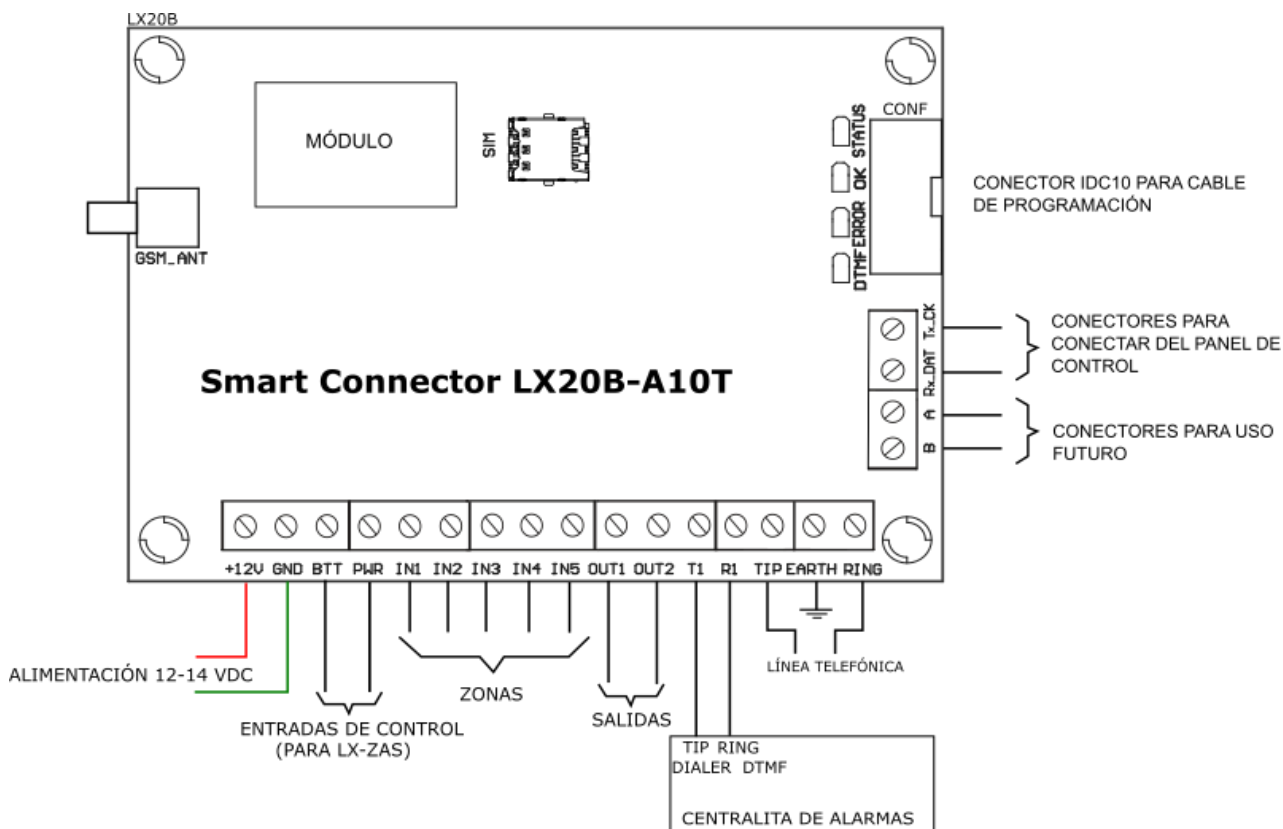 LX20B
MÓDULO
SIM
GSM_ANT
STATUS
OK
ERROR
DTMF
CONF
CONECTOR IDC10 PARA CABLE
DE PROGRAMACIÓN
Tx_CK
Rx_DAT
A
B
CONECTORES PARA
CONECTAR DEL PANEL DE
CONTROL
CONECTORES PARA USO
FUTURO
Smart Connector LX20B-A10T
+12V GND BTT PWR IN1 IN2 IN3 IN4 IN5 OUT1 OUT2 T1 R1 TIP EARTH RING
ALIMENTACIÓN 12-14 VDC
ENTRADAS DE CONTROL
(PARA LX-ZAS)
ZONAS
SALIDAS
LÍNEA TELEFÓNICA
TIP RING
DIALER DTMF
CENTRALITA DE ALARMAS